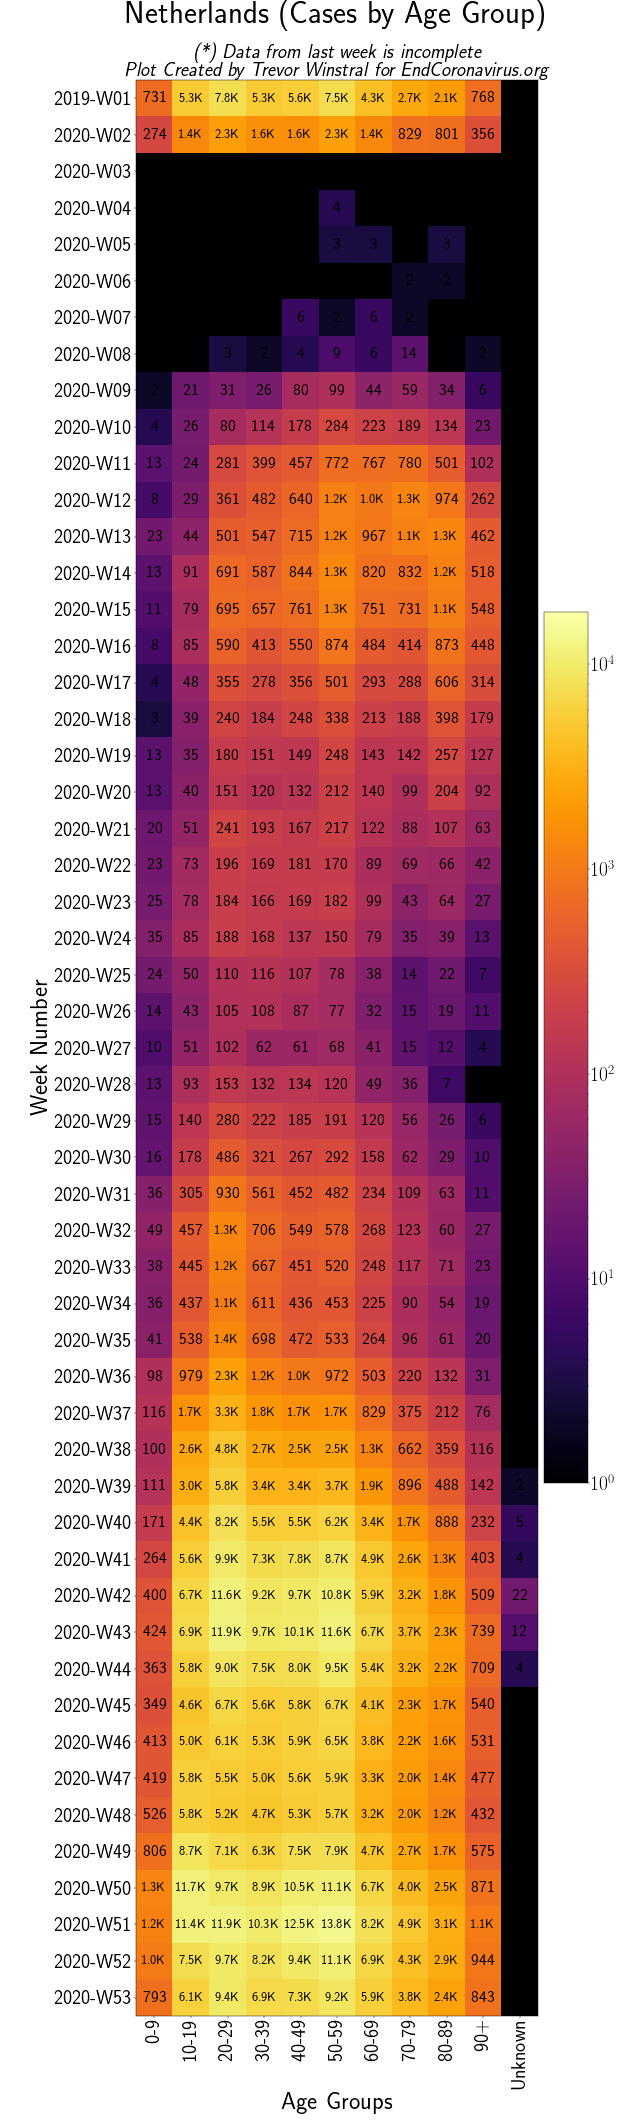 Netherlands (Cases by Age Group)
(*) Data from last week is incomplete
Plot Created by Trevor Winstral for EndCoronavirus.org
2019-W01 731 5.3K 7.8K 5.3K 5.6K 7.5K 4.3K 2.7K 2.1K 768
2020-W02 274 1.4K 2.3K 1.6K 1.6K 2.3K 1.4K 829 801 356
2020-W03
2020-W04 4
2020-W05 3 3 3
2020-W06 2 2
2020-W07 6 2 6 2
2020-W08 3 2 4 9 6 14 2
2020-W09 2 21 31 26 80 99 44 59 34 6
2020-W10 4 26 80 114 178 284 223 189 134 23
2020-W11 13 24 281 399 457 772 767 780 501 102
2020-W12 8 29 361 482 640 1.2K 1.0K 1.3K 974 262
2020-W13 23 44 501 547 715 1.2K 967 1.1K 1.3K 462
2020-W14 13 91 691 587 844 1.3K 820 832 1.2K 518
2020-W15 11 79 695 657 761 1.3K 751 731 1.1K 548
2020-W16 8 85 590 413 550 874 484 414 873 448
2020-W17 4 48 355 278 356 501 293 288 606 314
2020-W18 3 39 240 184 248 338 213 188 398 179
2020-W19 13 35 180 151 149 248 143 142 257 127
2020-W20 13 40 151 120 132 212 140 99 204 92
2020-W21 20 51 241 193 167 217 122 88 107 63
2020-W22 23 73 196 169 181 170 89 69 66 42
2020-W23 25 78 184 166 169 182 99 43 64 27
2020-W24 35 85 188 168 137 150 79 35 39 13
2020-W25 24 50 110 116 107 78 38 14 22 7
2020-W26 14 43 105 108 87 77 32 15 19 11
2020-W27 10 51 102 62 61 68 41 15 12 4
2020-W28 13 93 153 132 134 120 49 36 7
2020-W29 15 140 280 222 185 191 120 56 26 6
2020-W30 16 178 486 321 267 292 158 62 29 10
2020-W31 36 305 930 561 452 482 234 109 63 11
2020-W32 49 457 1.3K 706 549 578 268 123 60 27
2020-W33 38 445 1.2K 667 451 520 248 117 71 23
2020-W34 36 437 1.1K 611 436 453 225 90 54 19
2020-W35 41 538 1.4K 698 472 533 264 96 61 20
2020-W36 98 979 2.3K 1.2K 1.0K 972 503 220 132 31
2020-W37 116 1.7K 3.3K 1.8K 1.7K 1.7K 829 375 212 76
2020-W38 100 2.6K 4.8K 2.7K 2.5K 2.5K 1.3K 662 359 116
2020-W39 111 3.0K 5.8K 3.4K 3.4K 3.7K 1.9K 896 488 142 2
2020-W40 171 4.4K 8.2K 5.5K 5.5K 6.2K 3.4K 1.7K 888 232 5
2020-W41 264 5.6K 9.9K 7.3K 7.8K 8.7K 4.9K 2.6K 1.3K 403 4
2020-W42 400 6.7K 11.6K 9.2K 9.7K 10.8K 5.9K 3.2K 1.8K 509 22
2020-W43 424 6.9K 11.9K 9.7K 10.1K 11.6K 6.7K 3.7K 2.3K 739 12
2020-W44 363 5.8K 9.0K 7.5K 8.0K 9.5K 5.4K 3.2K 2.2K 709 4
2020-W45 349 4.6K 6.7K 5.6K 5.8K 6.7K 4.1K 2.3K 1.7K 540
2020-W46 413 5.0K 6.1K 5.3K 5.9K 6.5K 3.8K 2.2K 1.6K 531
2020-W47 419 5.8K 5.5K 5.0K 5.6K 5.9K 3.3K 2.0K 1.4K 477
2020-W48 526 5.8K 5.2K 4.7K 5.3K 5.7K 3.2K 2.0K 1.2K 432
2020-W49 806 8.7K 7.1K 6.3K 7.5K 7.9K 4.7K 2.7K 1.7K 575
2020-W50 1.3K 11.7K 9.7K 8.9K 10.5K 11.1K 6.7K 4.0K 2.5K 871
2020-W51 1.2K 11.4K 11.9K 10.3K 12.5K 13.8K 8.2K 4.9K 3.1K 1.1K
2020-W52 1.0K 7.5K 9.7K 8.2K 9.4K 11.1K 6.9K 4.3K 2.9K 944
2020-W53 793 6.1K 9.4K 6.9K 7.3K 9.2K 5.9K 3.8K 2.4K 843
0-9 10-19 20-29 30-39 40-49 50-59 60-69 70-79 80-89 90+ Unknown
Age Groups
Week Number
10⁴
10³
10²
10¹
10⁰